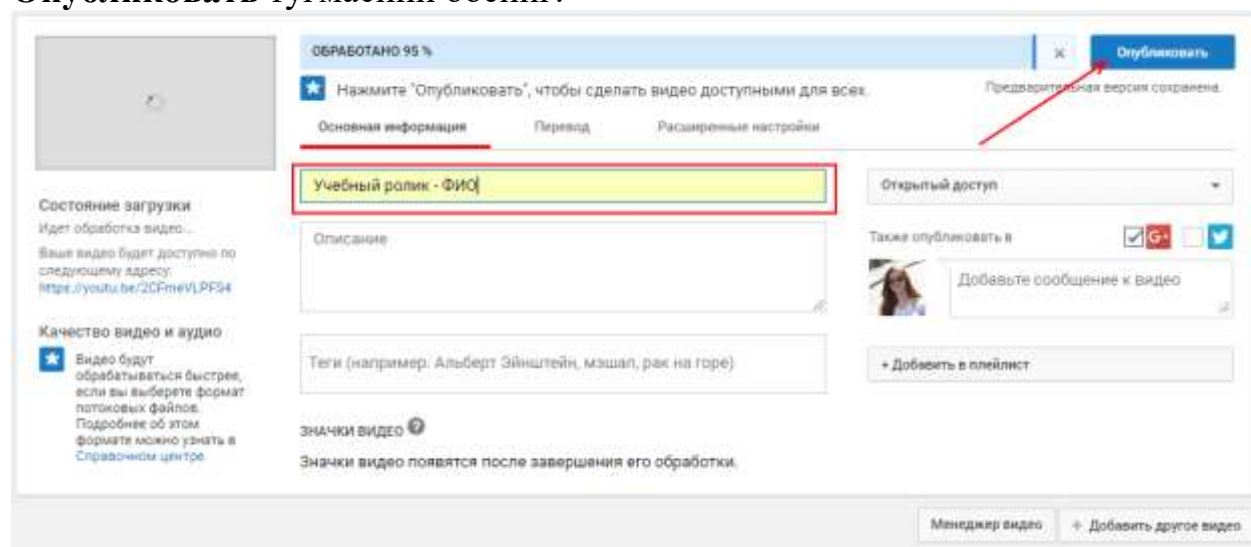 Опубликовать тугмасини босинг.
ОБРАБОТАНО 95 %
×
Опубликовать
Нажмите "Опубликовать", чтобы сделать видео доступными для всех.
Предварительная версия сохранена.
Основная информация
Перевод
Расширенные настройки
Учебный ролик - ФИО
Открытый доступ
Состояние загрузки
Идет обработка видео...
Ваше видео будет доступно по
следующему адресу:
https://youtu.be/2CFmeVLPFS4
Описание
Также опубликовать в
G+
Добавьте сообщение к видео
Качество видео и аудио
Видео будут
обрабатываться быстрее,
если вы выберете формат
потоковых файлов.
Подробнее об этом
формате можно узнать в
Справочном центре.
Теги (например: Альберт Эйнштейн, мэшап, рак на горе)
+ Добавить в плейлист
ЗНАЧКИ ВИДЕО ?
Значки видео появятся после завершения его обработки.
Менеджер видео
+ Добавить другое видео